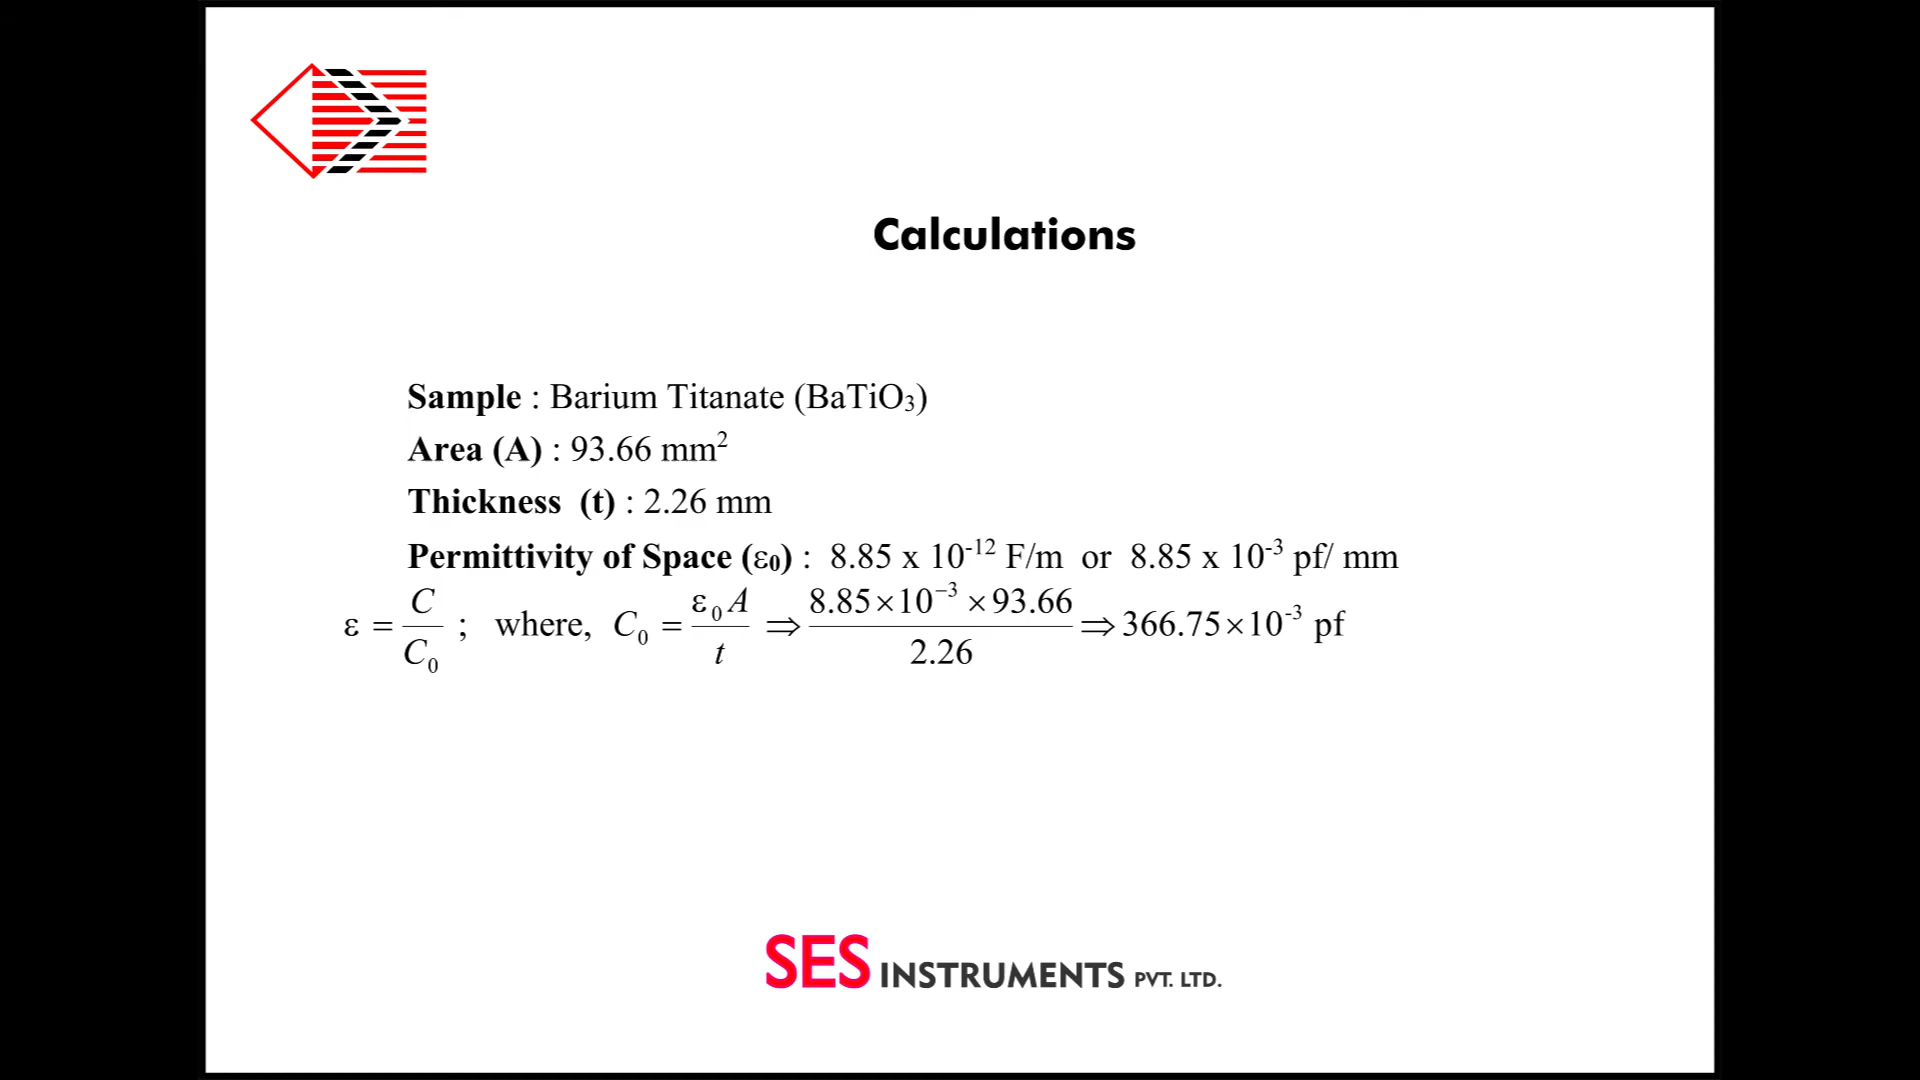 Calculations
Sample : Barium Titanate (BaTiO₃)
Area (A) : 93.66 mm²
Thickness (t) : 2.26 mm
Permittivity of Space (ε₀) : 8.85 x 10⁻¹² F/m or 8.85 x 10⁻³ pf/ mm
ε = C/C₀ ; where, C₀ = ε₀A/t ⇒ 8.85×10⁻³ ×93.66/2.26 ⇒ 366.75×10⁻³ pf
SES INSTRUMENTS PVT. LTD.